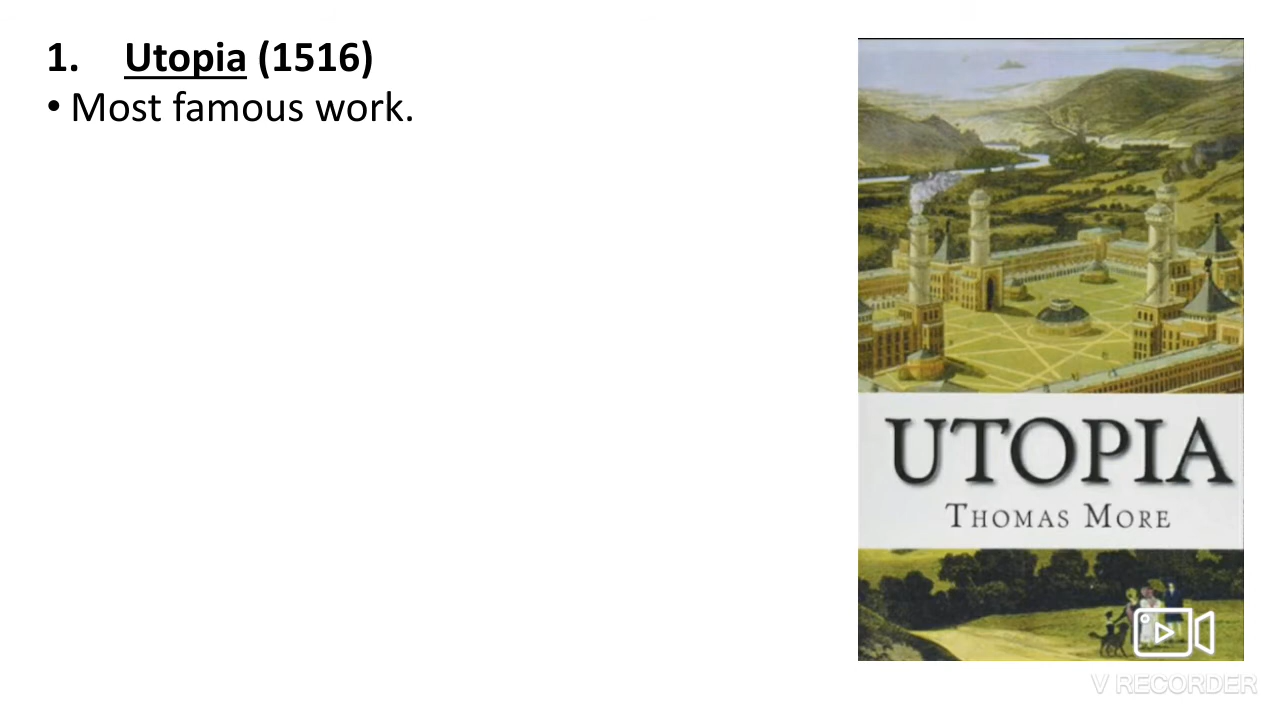 1. Utopia (1516)
• Most famous work.
UTOPIA
THOMAS MORE
V RECORDER